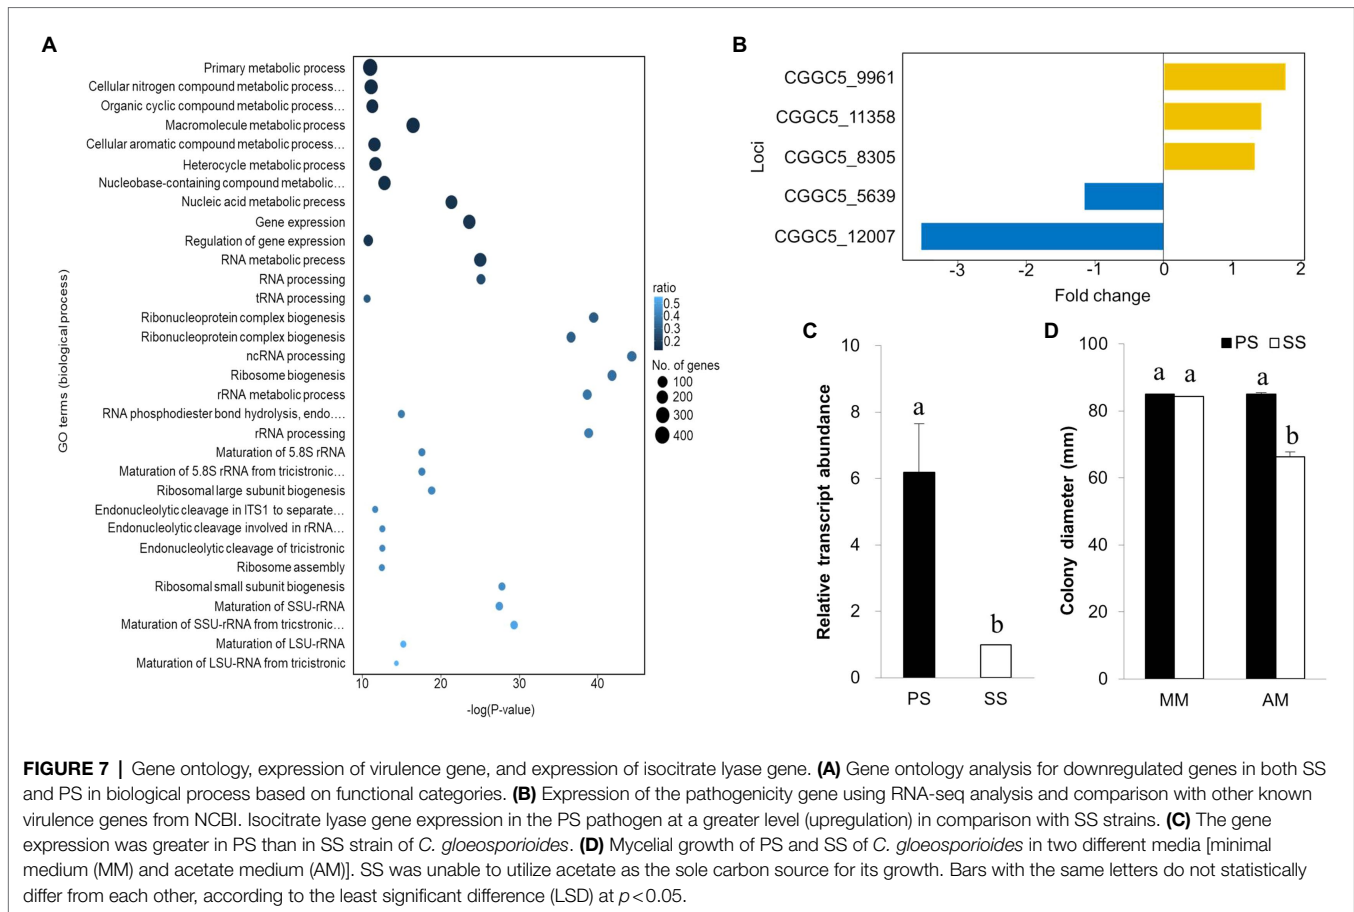 A
Primary metabolic process
Cellular nitrogen compound metabolic process...
Organic cyclic compound metabolic process...
Macromolecule metabolic process
Cellular aromatic compound metabolic process...
Heterocycle metabolic process
Nucleobase-containing compound metabolic...
Nucleic acid metabolic precess
Gene expression
Regulation of gene expression
RNA metabolic precess
RNA processing
tRNA processing
Ribonucleoprotein complex biogenesis
Ribonucleoprotein complex biogenesis
ncRNA processing
Ribosome biogenesis
rRNA metabolic process
RNA phosphodiester bond hydrolysis, endo....
rRNA processing
Maturation of 5.8S rRNA
Maturation of 5.8S rRNA from tricistronic...
Ribosomal large subunit biogenesis
Endonucleolytic cleavage in ITS1 to separate...
Endonucleolytic cleavage involved in rRNA...
Endonucleolytic cleavage of tricistronic
Ribosome assembly
Ribosomal small subunit biogenesis
Maturation of SSU-rRNA
Maturation of SSU-rRNA from tricstronic...
Maturation of LSU-rRNA
Maturation of LSU-RNA from tricistronic
GO terms (biological process)
10 20 30 40
-log(P-value)
ratio
0.5
0.4
0.3
0.2
No. of genes
100
200
300
400
B
CGGC5_9961
CGGC5_11358
CGGC5_8305
CGGC5_5639
CGGC5_12007
Loci
-3 -2 -1 0 1 2
Fold change
C
Relative transcript abundance
10
8
6
4
2
0
a
b
PS SS
D
PS SS
Colony diameter (mm)
100
80
60
40
20
0
a a a b
MM AM
FIGURE 7 | Gene ontology, expression of virulence gene, and expression of isocitrate lyase gene. (A) Gene ontology analysis for downregulated genes in both SS
and PS in biological process based on functional categories. (B) Expression of the pathogenicity gene using RNA-seq analysis and comparison with other known
virulence genes from NCBI. Isocitrate lyase gene expression in the PS pathogen at a greater level (upregulation) in comparison with SS strains. (C) The gene
expression was greater in PS than in SS strain of C. gloeosporioides. (D) Mycelial growth of PS and SS of C. gloeosporioides in two different media [minimal
medium (MM) and acetate medium (AM)]. SS was unable to utilize acetate as the sole carbon source for its growth. Bars with the same letters do not statistically
differ from each other, according to the least significant difference (LSD) at p<0.05.